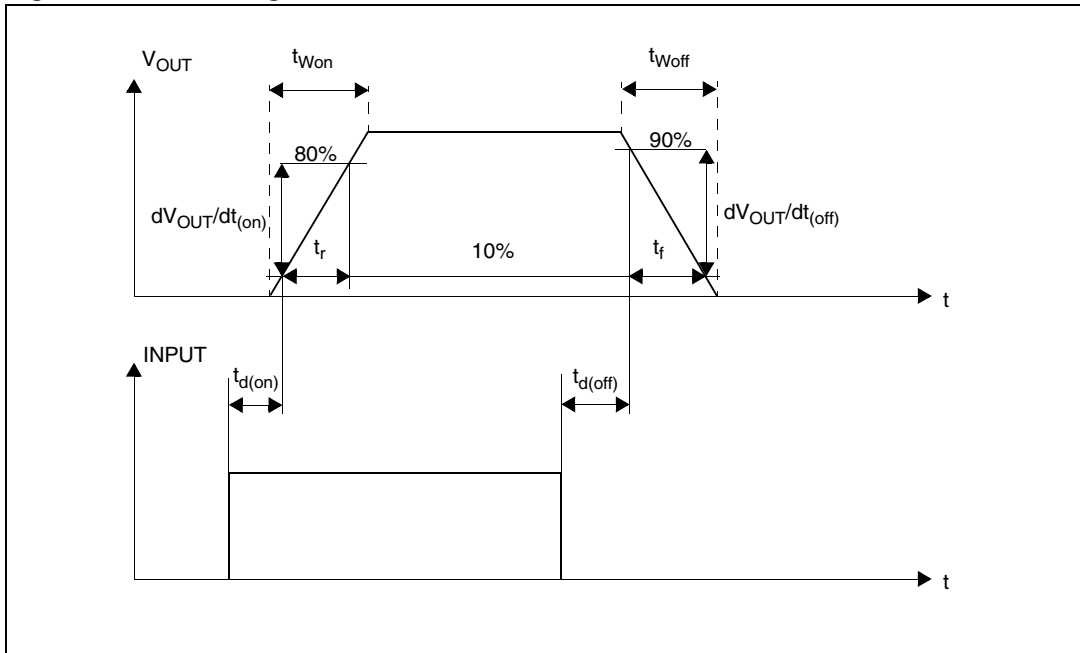 V_OUT
t_Won
t_Woff
80%
90%
dV_OUT/dt_(on)
dV_OUT/dt_(off)
t_r
10%
t_f
t
INPUT
t_d(on)
t_d(off)
t